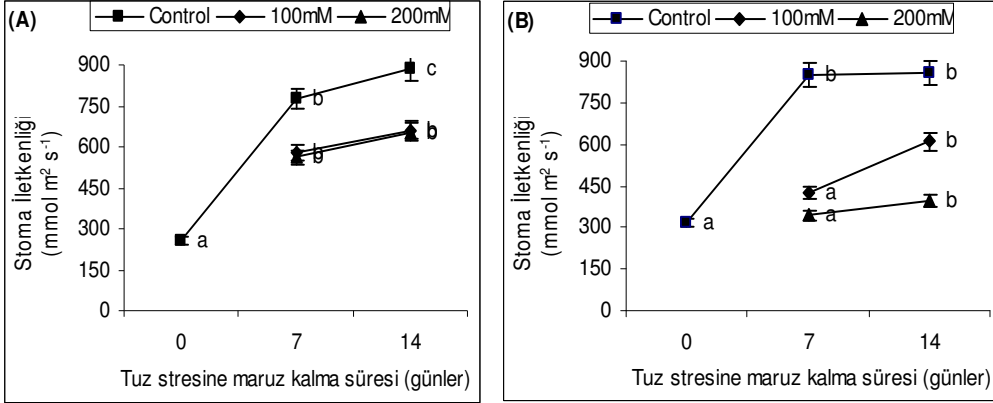 (A)
Control 100mM 200mM
Stoma İletkenliği
(mmol m² s⁻¹)
900
750
600
450
300
150
0
a
b
b
b
c
b
b
0 7 14
Tuz stresine maruz kalma süresi (günler)
(B)
Control 100mM 200mM
Stoma İletkenliği
(mmol m² s⁻¹)
900
750
600
450
300
150
0
a
b
a
a
b
b
b
0 7 14
Tuz stresine maruz kalma süresi (günler)